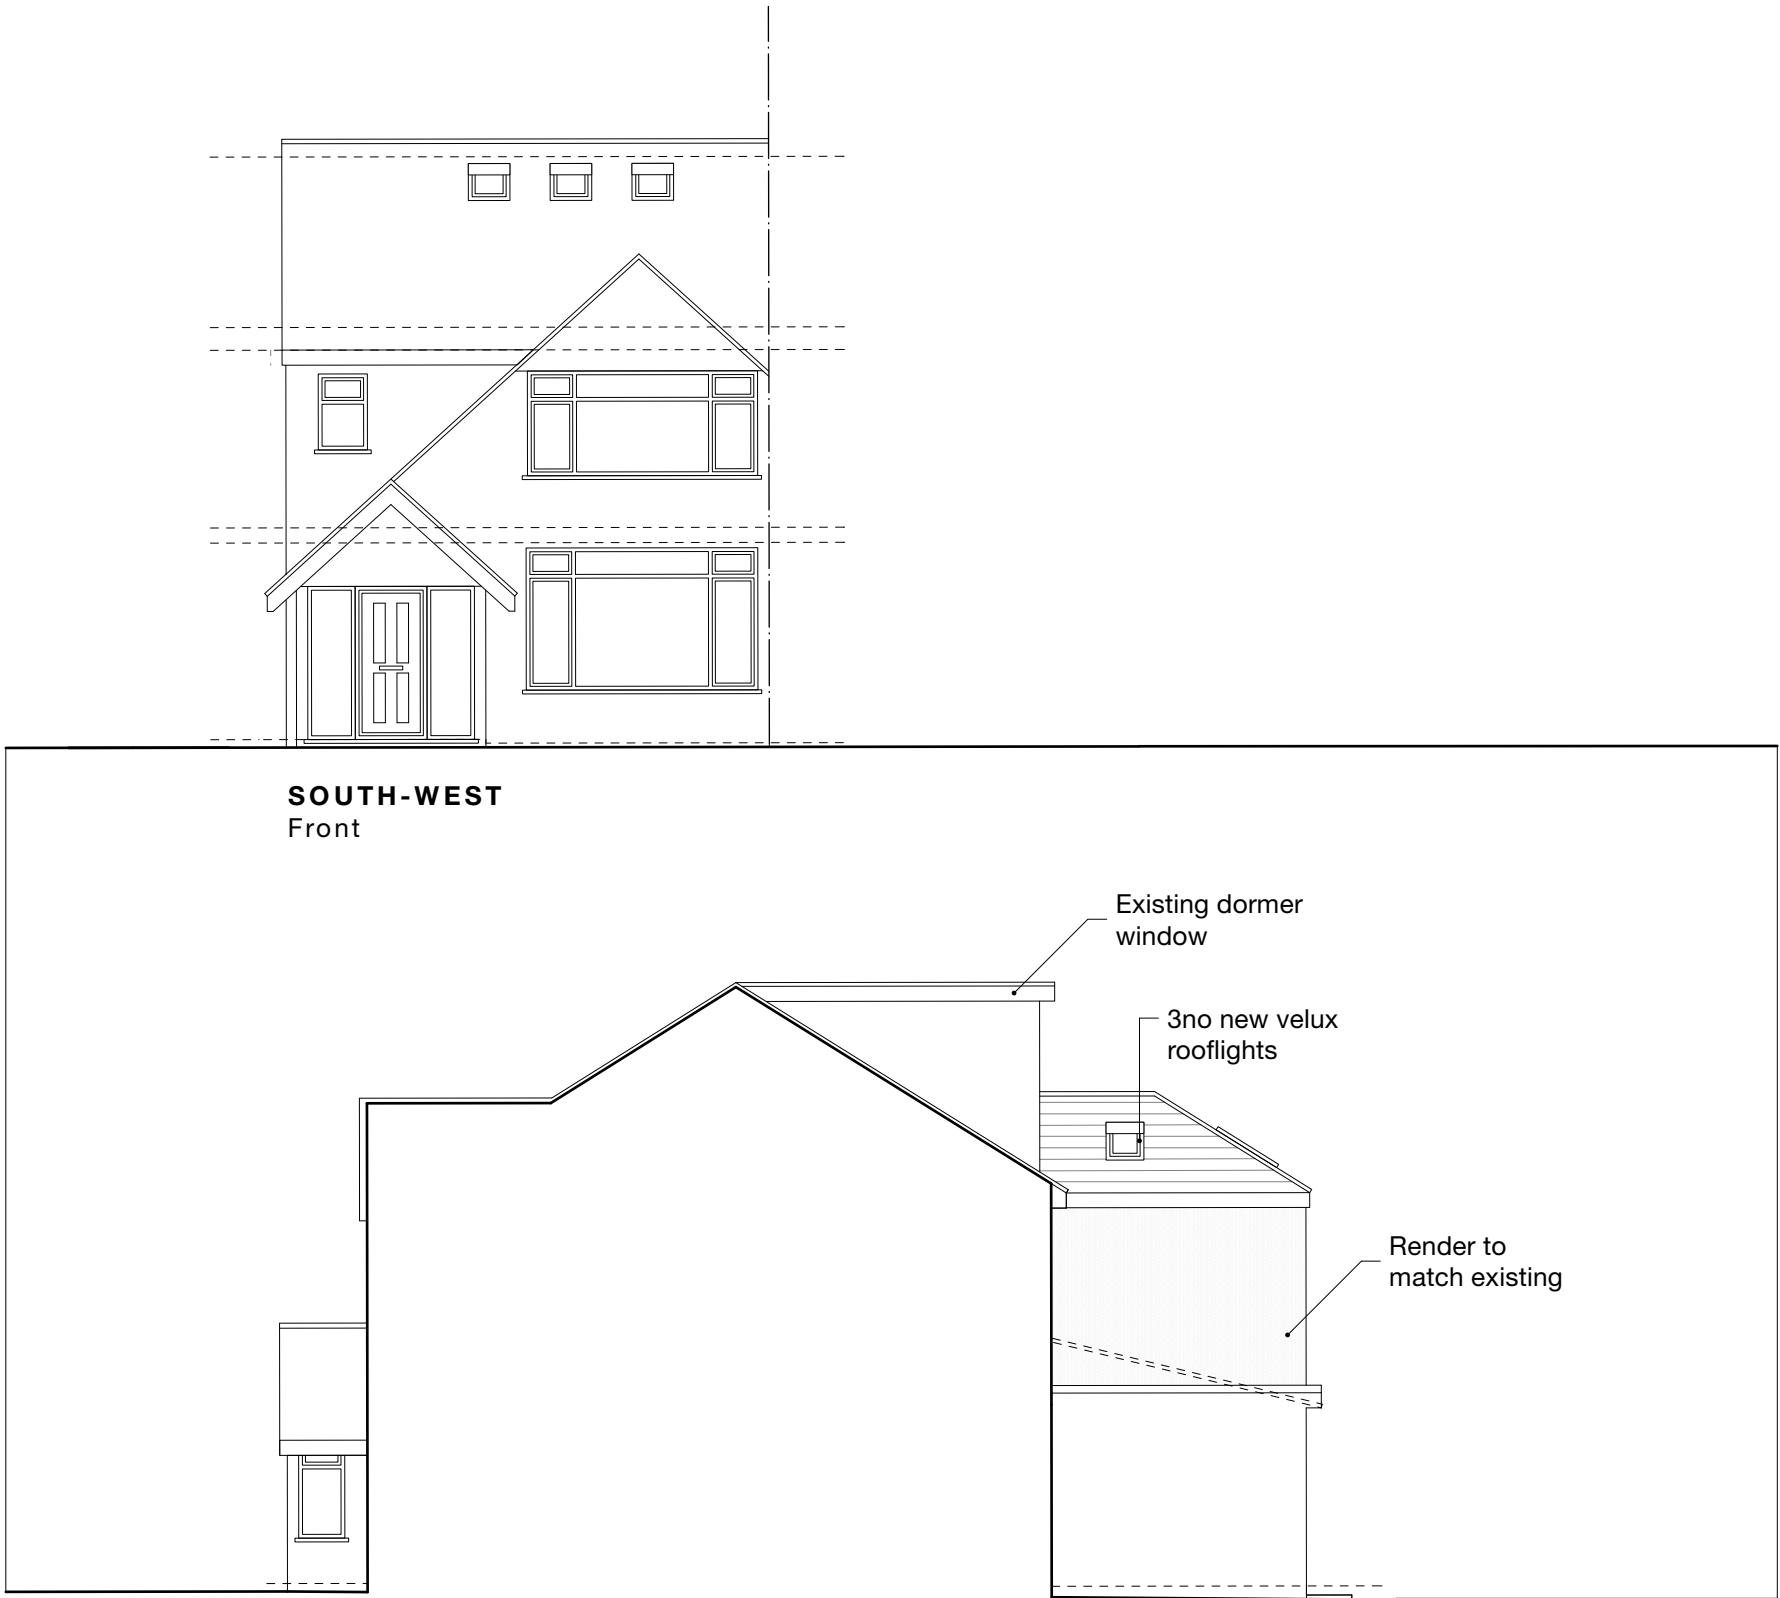 SOUTH-WEST
Front
Existing dormer
window
3no new velux
rooflights
Render to
match existing